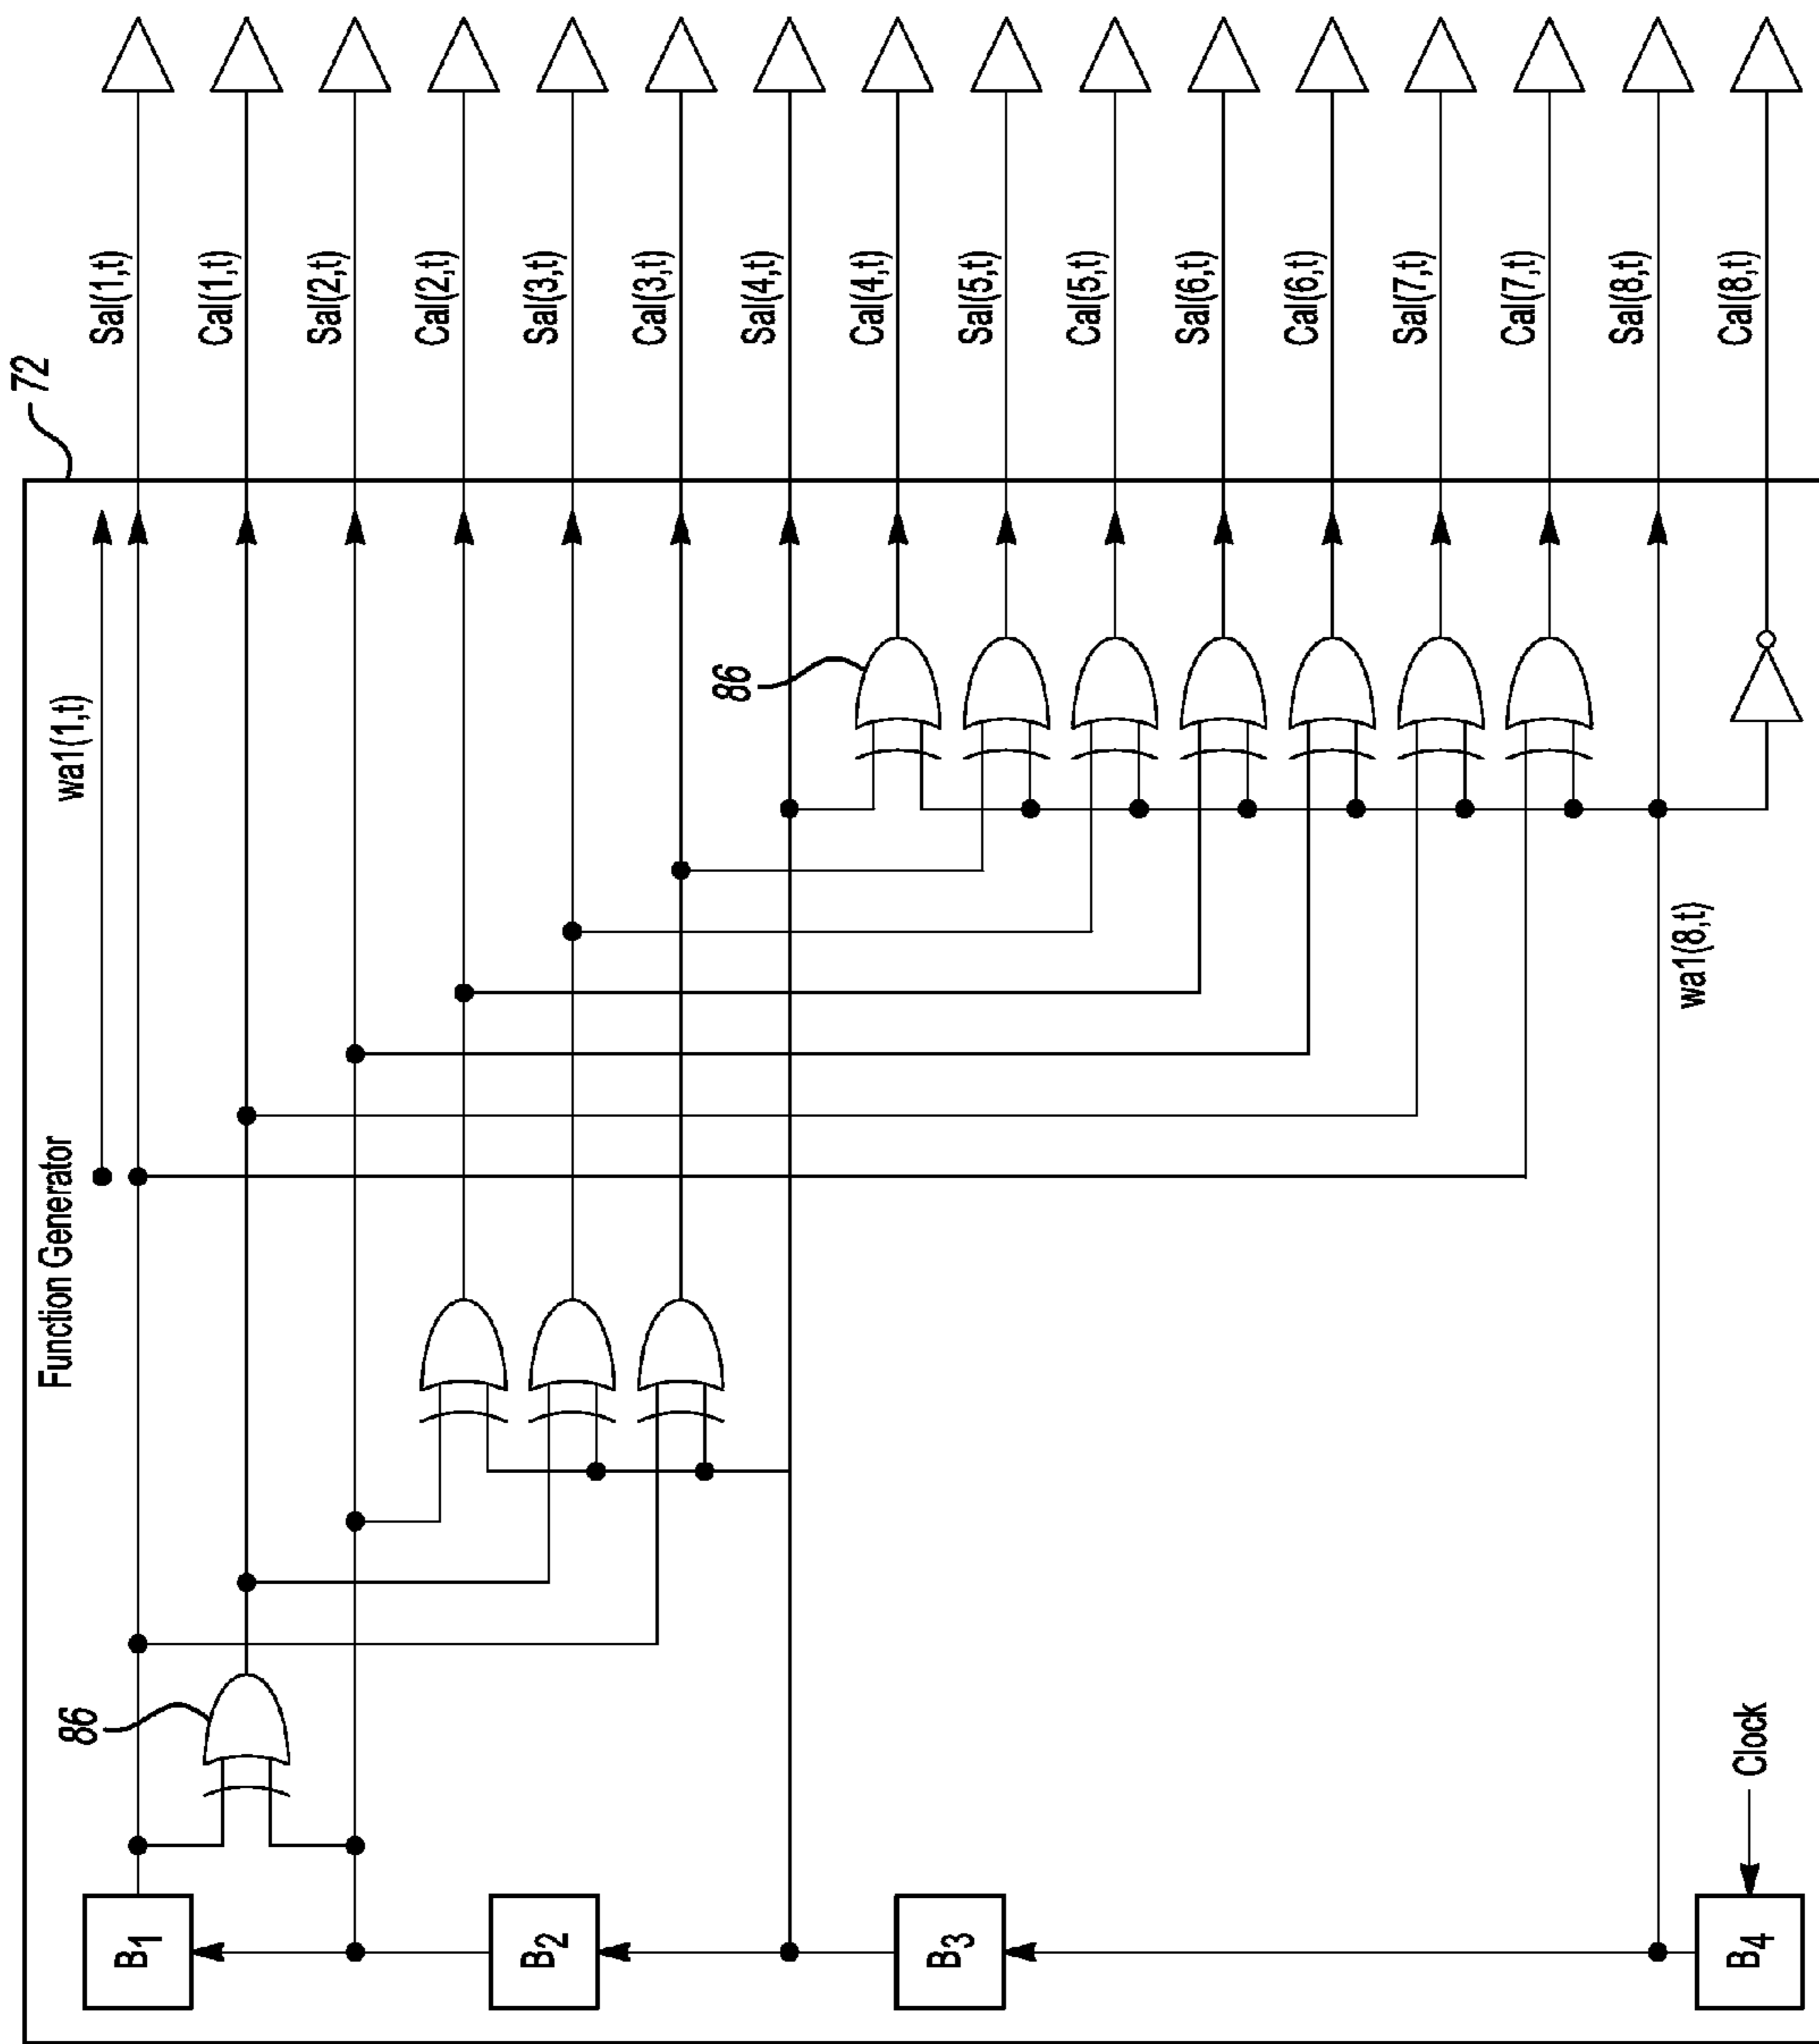 72
Function Generator
wa1(1,t)
Sal(1,t)
Cal(1,t)
Sal(2,t)
Cal(2,t)
Sal(3,t)
Cal(3,t)
Sal(4,t)
Cal(4,t)
Sal(5,t)
Cal(5,t)
Sal(6,t)
Cal(6,t)
Sal(7,t)
Cal(7,t)
Sal(8,t)
Cal(8,t)
86
86
wa1(8,t)
B1
B2
B3
B4
Clock